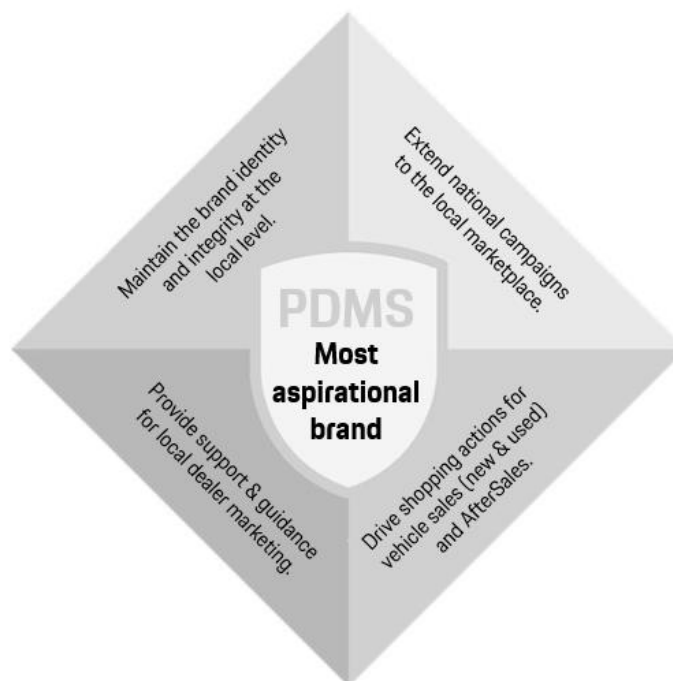 Maintain the brand identity
and integrity at the
local level.
Extend national campaigns
to the local marketplace.
PDMS
Most
aspirational
brand
Provide support & guidance
for local dealer marketing.
Drive shopping actions for
vehicle sales (new & used)
and AfterSales.